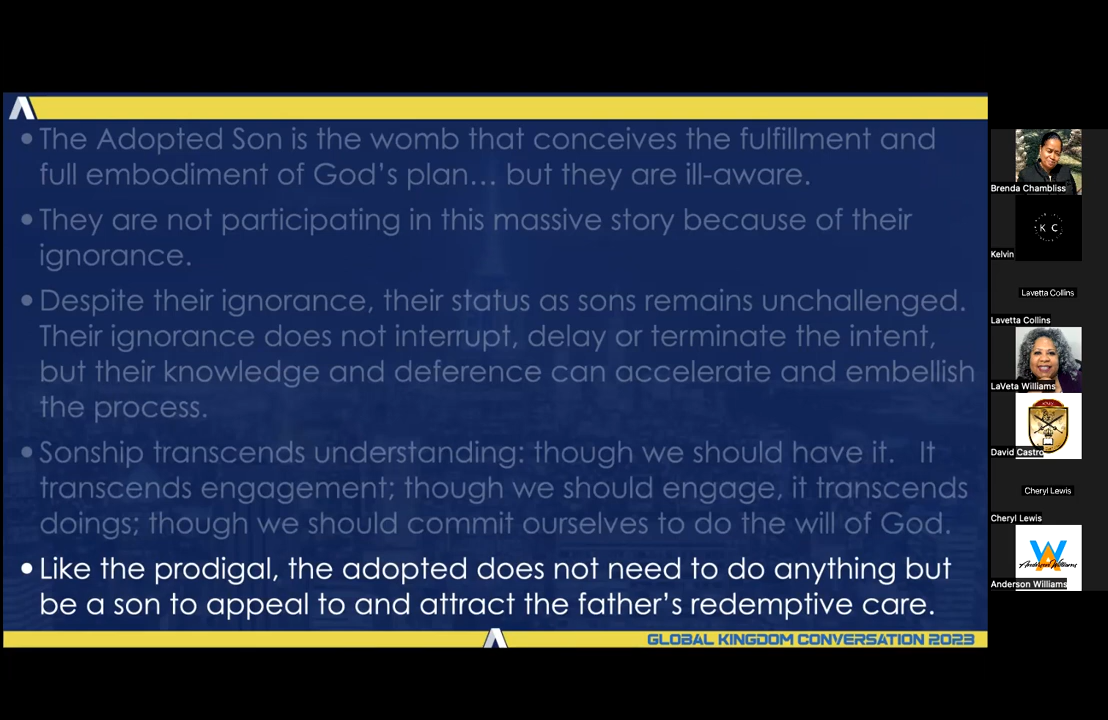 • The Adopted Son is the womb that conceives the fulfillment and
full embodiment of God's plan… but they are ill-aware.
• They are not participating in this massive story because of their
ignorance.
• Despite their ignorance, their status as sons remains unchallenged.
Their ignorance does not interrupt, delay or terminate the intent,
but their knowledge and deference can accelerate and embellish
the process.
• Sonship transcends understanding: though we should have it.   It
transcends engagement; though we should engage, it transcends
doings; though we should commit ourselves to do the will of God.
• Like the prodigal, the adopted does not need to do anything but
be a son to appeal to and attract the father's redemptive care.
GLOBAL KINGDOM CONVERSATION 2023
Brenda Chambliss
K C
Kelvin
Lavetta Collins
Lavetta Collins
LaVeta Williams
David Castro
Cheryl Lewis
Cheryl Lewis
WA
Anderson Williams
Anderson Williams